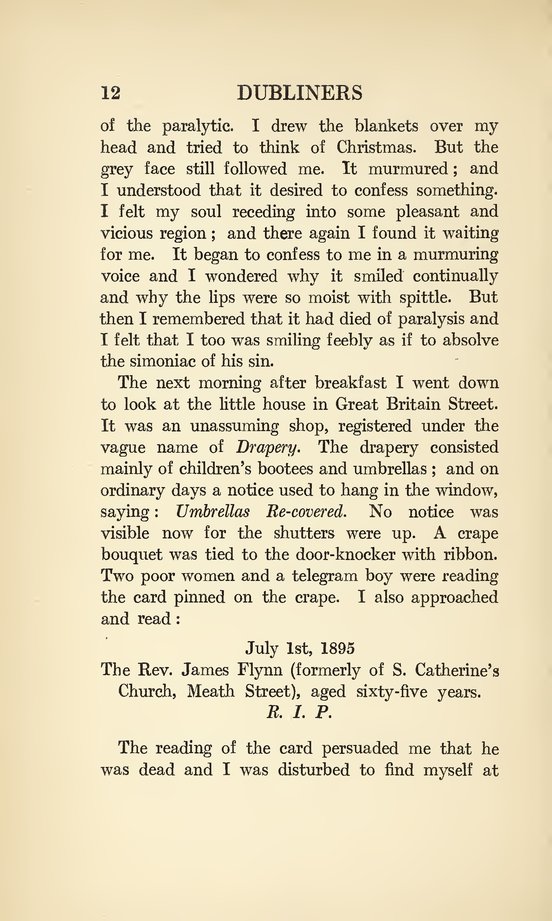 12 DUBLINERS
of the paralytic. I drew the blankets over my
head and tried to think of Christmas. But the
grey face still followed me. It murmured ; and
I understood that it desired to confess something.
I felt my soul receding into some pleasant and
vicious region ; and there again I found it waiting
for me. It began to confess to me in a murmuring
voice and I wondered why it smiled continually
and why the lips were so moist with spittle. But
then I remembered that it had died of paralysis and
I felt that I too was smiling feebly as if to absolve
the simoniac of his sin.
The next morning after breakfast I went down
to look at the little house in Great Britain Street.
It was an unassuming shop, registered under the
vague name of Drapery. The drapery consisted
mainly of children's bootees and umbrellas ; and on
ordinary days a notice used to hang in the window,
saying : Umbrellas Re-covered. No notice was
visible now for the shutters were up. A crape
bouquet was tied to the door-knocker with ribbon.
Two poor women and a telegram boy were reading
the card pinned on the crape. I also approached
and read :
July 1st, 1895
The Rev. James Flynn (formerly of S. Catherine's
Church, Meath Street), aged sixty-five years.
R. I. P.
The reading of the card persuaded me that he
was dead and I was disturbed to find myself at